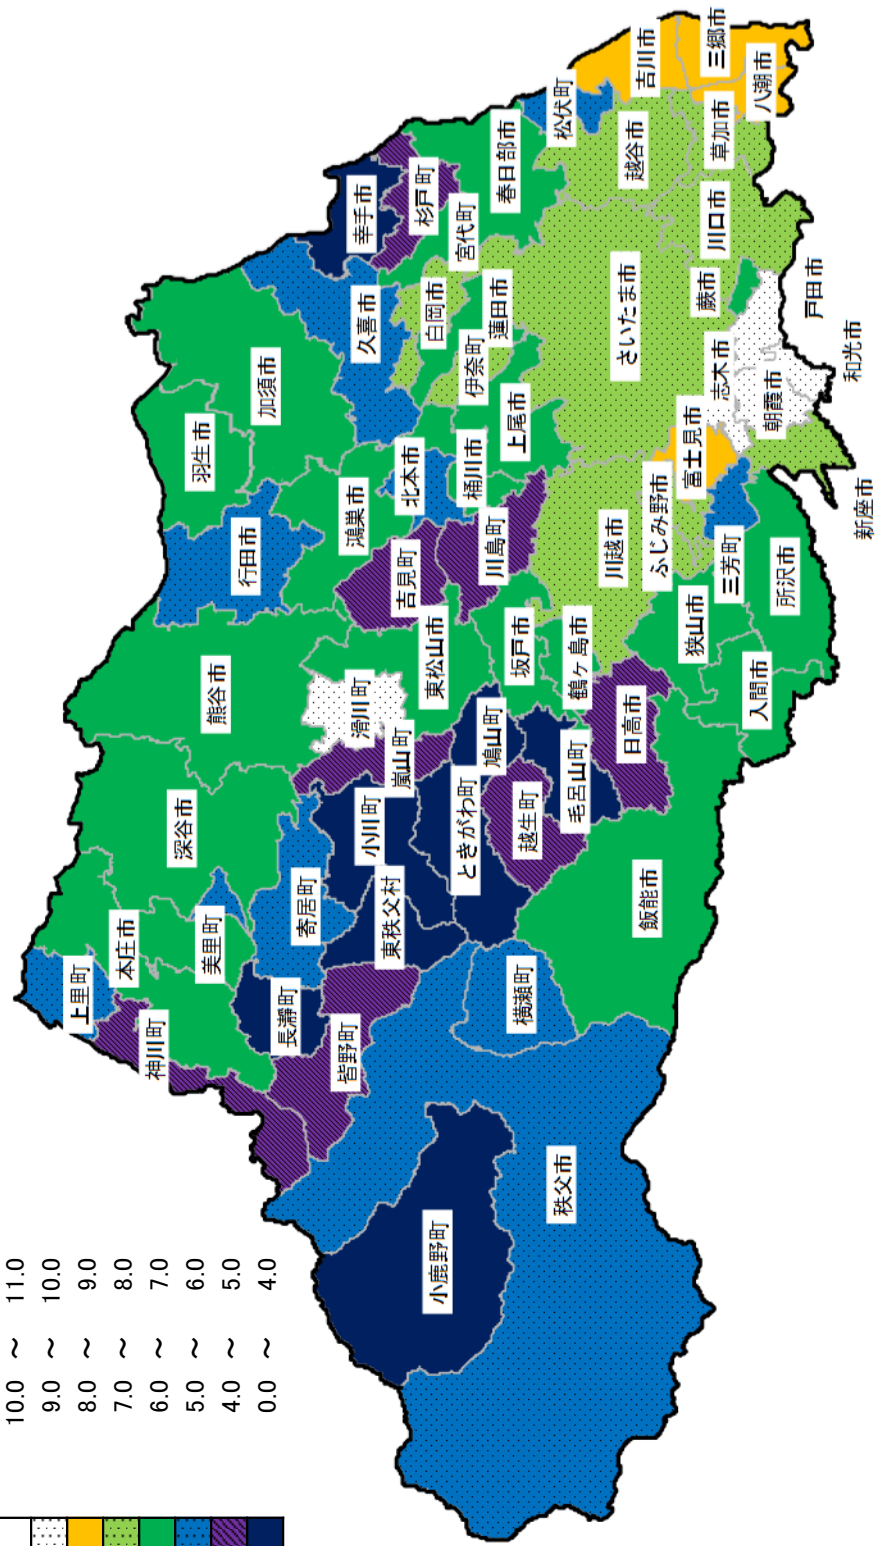 10.0 ～ 11.0
9.0 ～ 10.0
8.0 ～ 9.0
7.0 ～ 8.0
6.0 ～ 7.0
5.0 ～ 6.0
4.0 ～ 5.0
0.0 ～ 4.0
上里町
本庄市
神川町
美里町
深谷市
熊谷市
行田市
羽生市
加須市
長瀞町
皆野町
寄居町
東秩父村
小川町
嵐山町
滑川町
東松山市
吉見町
鴻巣市
北本市
久喜市
幸手市
杉戸町
宮代町
白岡市
蓮田市
伊奈町
桶川市
上尾市
川島町
春日部市
松伏町
小鹿野町
秩父市
横瀬町
ときがわ町
鳩山町
越生町
毛呂山町
坂戸市
鶴ヶ島市
日高市
飯能市
川越市
さいたま市
越谷市
吉川市
三郷市
八潮市
草加市
川口市
蕨市
戸田市
志木市
朝霞市
和光市
新座市
富士見市
ふじみ野市
三芳町
狭山市
所沢市
入間市